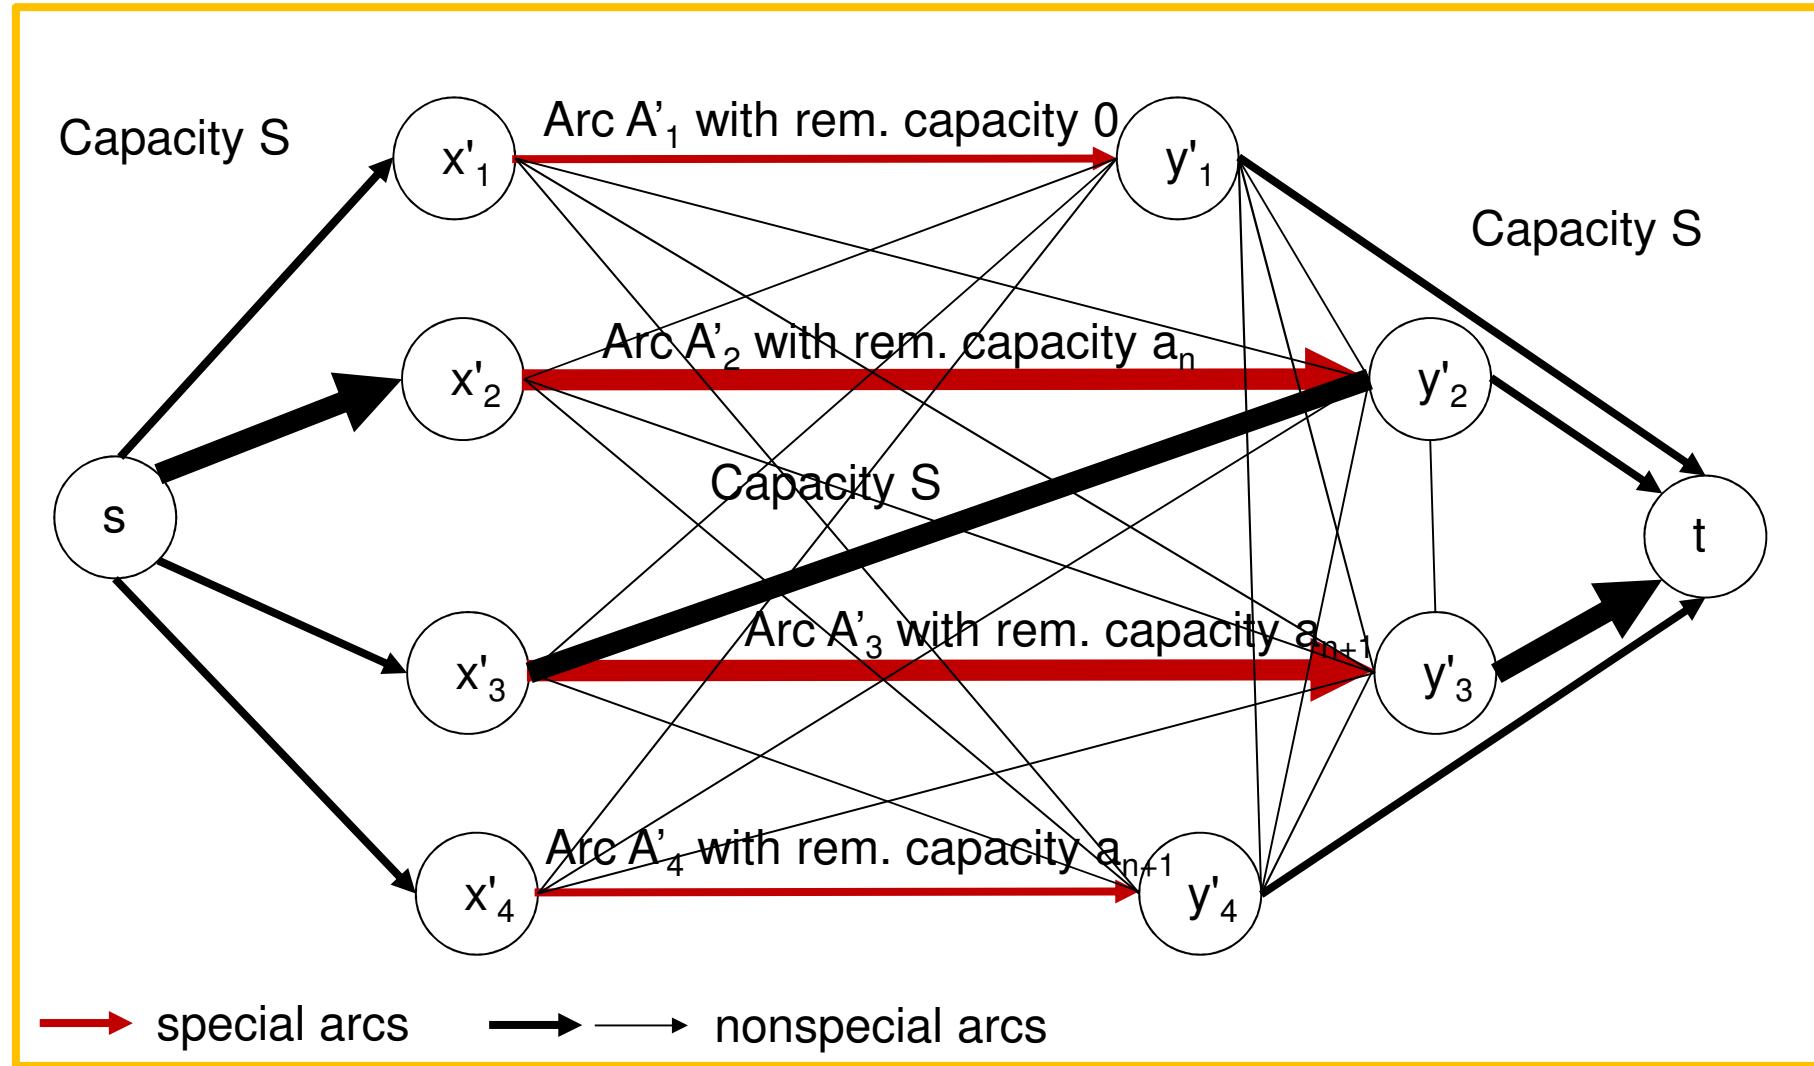 Capacity S
x'1
Arc A’1 with rem. capacity 0
y'1
Capacity S
x'2
Arc A’2 with rem. capacity an
y'2
Capacity S
s
t
x'3
Arc A’3 with rem. capacity an+1
y'3
x'4
Arc A’4 with rem. capacity an+1
y'4
special arcs
nonspecial arcs